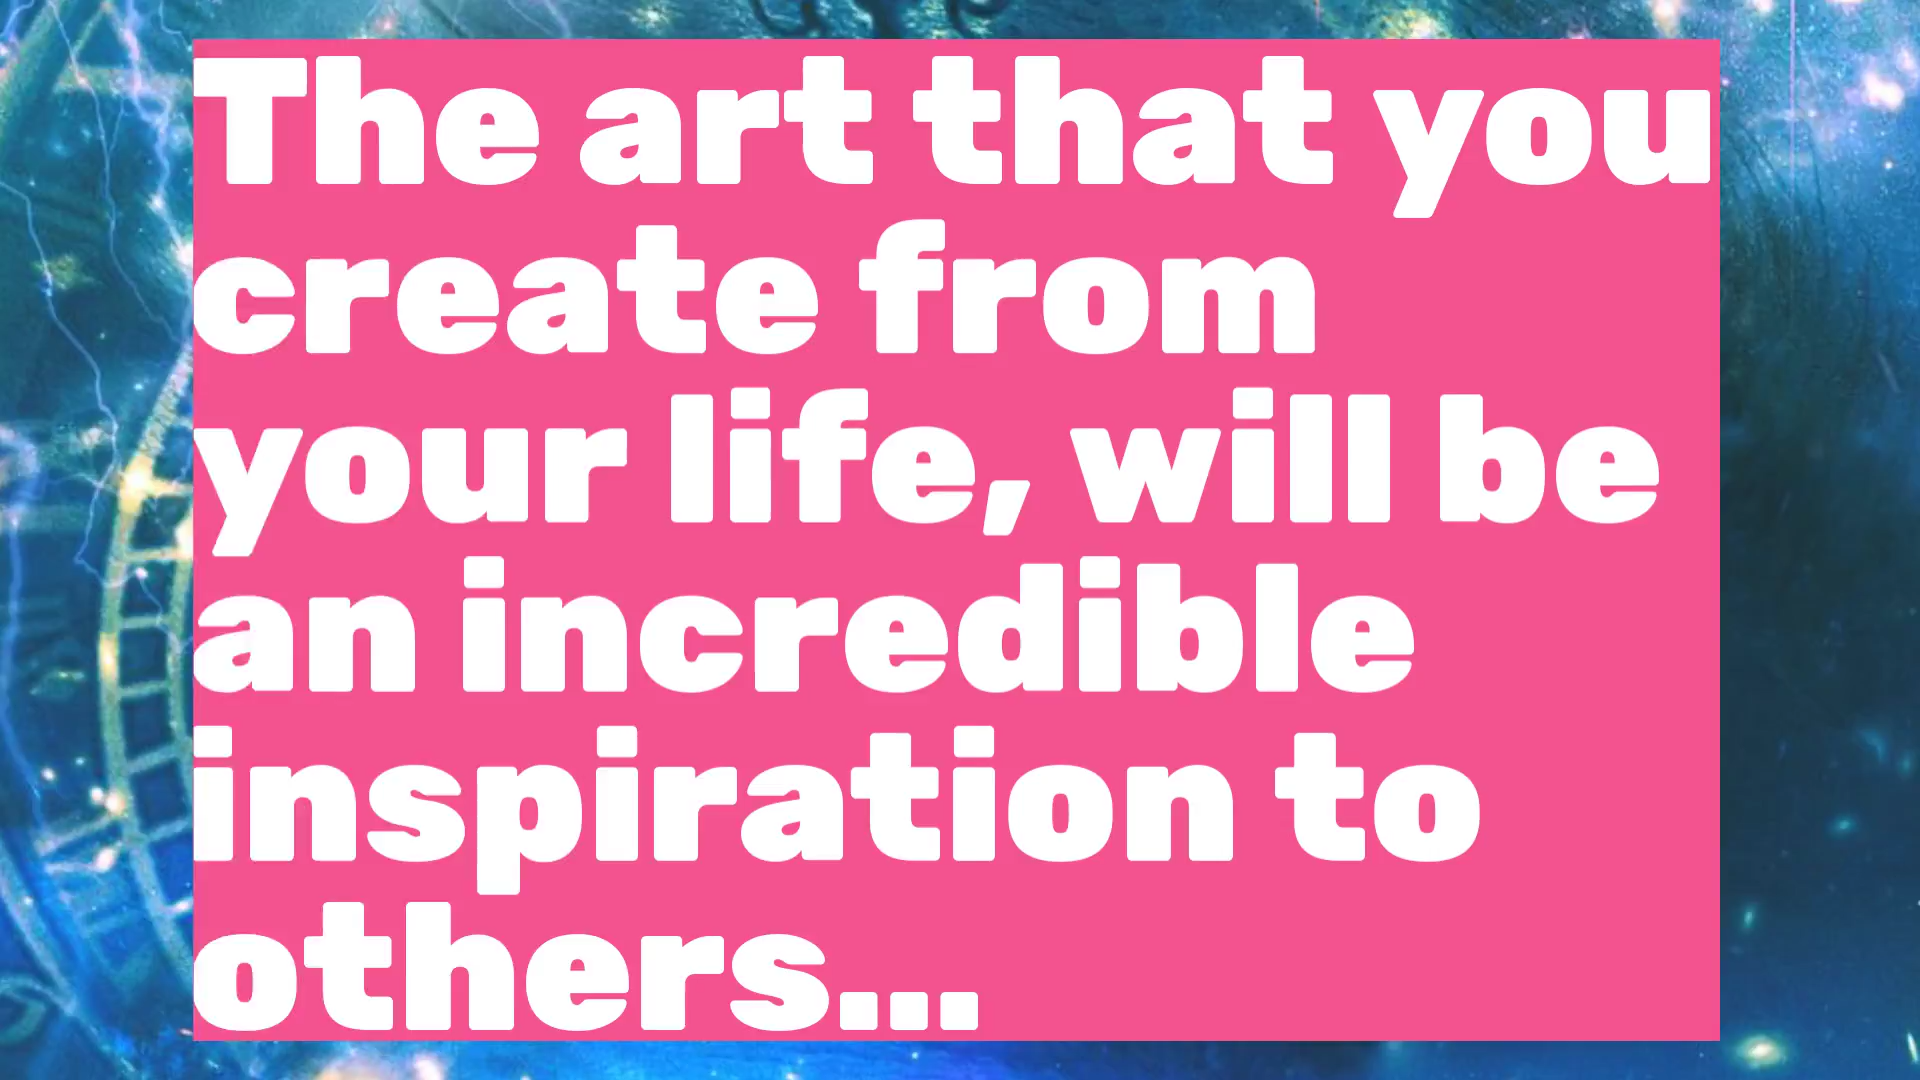 The art that you
create from
your life, will be
an incredible
inspiration to
others...